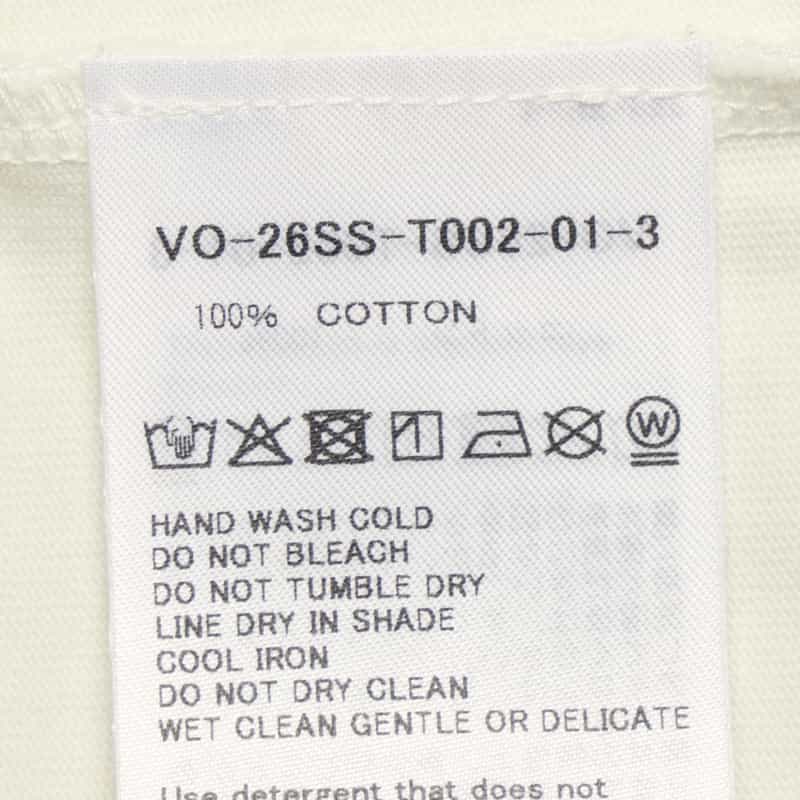 VO-26SS-T002-01-3
100% COTTON
W
HAND WASH COLD
DO NOT BLEACH
DO NOT TUMBLE DRY
LINE DRY IN SHADE
COOL IRON
DO NOT DRY CLEAN
WET CLEAN GENTLE OR DELICATE
Use detergent that does not